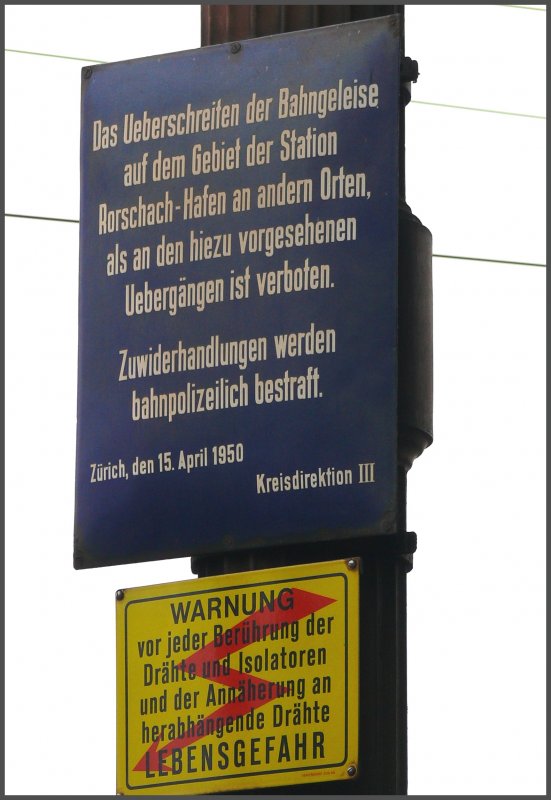 Das Ueberschreiten der Bahngeleise
auf dem Gebiet der Station
Rorschach-Hafen an andern Orten,
als an den hiezu vorgesehenen
Uebergängen ist verboten.
Zuwiderhandlungen werden
bahnpolizeilich bestraft.
Zürich, den 15. April 1950
Kreisdirektion III
WARNUNG
vor jeder Berührung der
Drähte und Isolatoren
und der Annäherung an
herabhängende Drähte
LEBENSGEFAHR